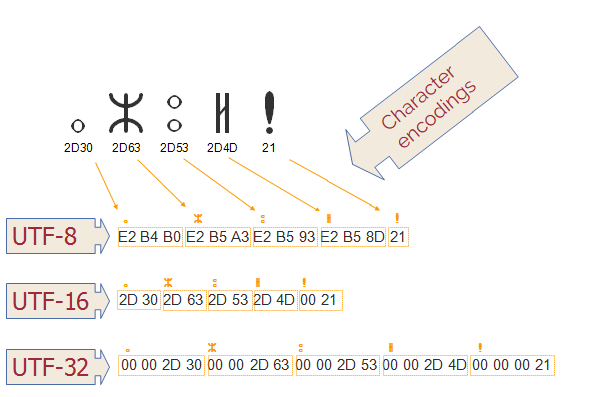 Character
encodings
ⴰ ⵣ ⵓ ⵍ !
2D30 2D63 2D53 2D4D 21
ⴰ ⵣ ⵓ ⵍ !
UTF-8 E2 B4 B0 E2 B5 A3 E2 B5 93 E2 B5 8D 21
ⴰ ⵣ ⵓ ⵍ !
UTF-16 2D 30 2D 63 2D 53 2D 4D 00 21
ⴰ ⵣ ⵓ ⵍ !
UTF-32 00 00 2D 30 00 00 2D 63 00 00 2D 53 00 00 2D 4D 00 00 00 21